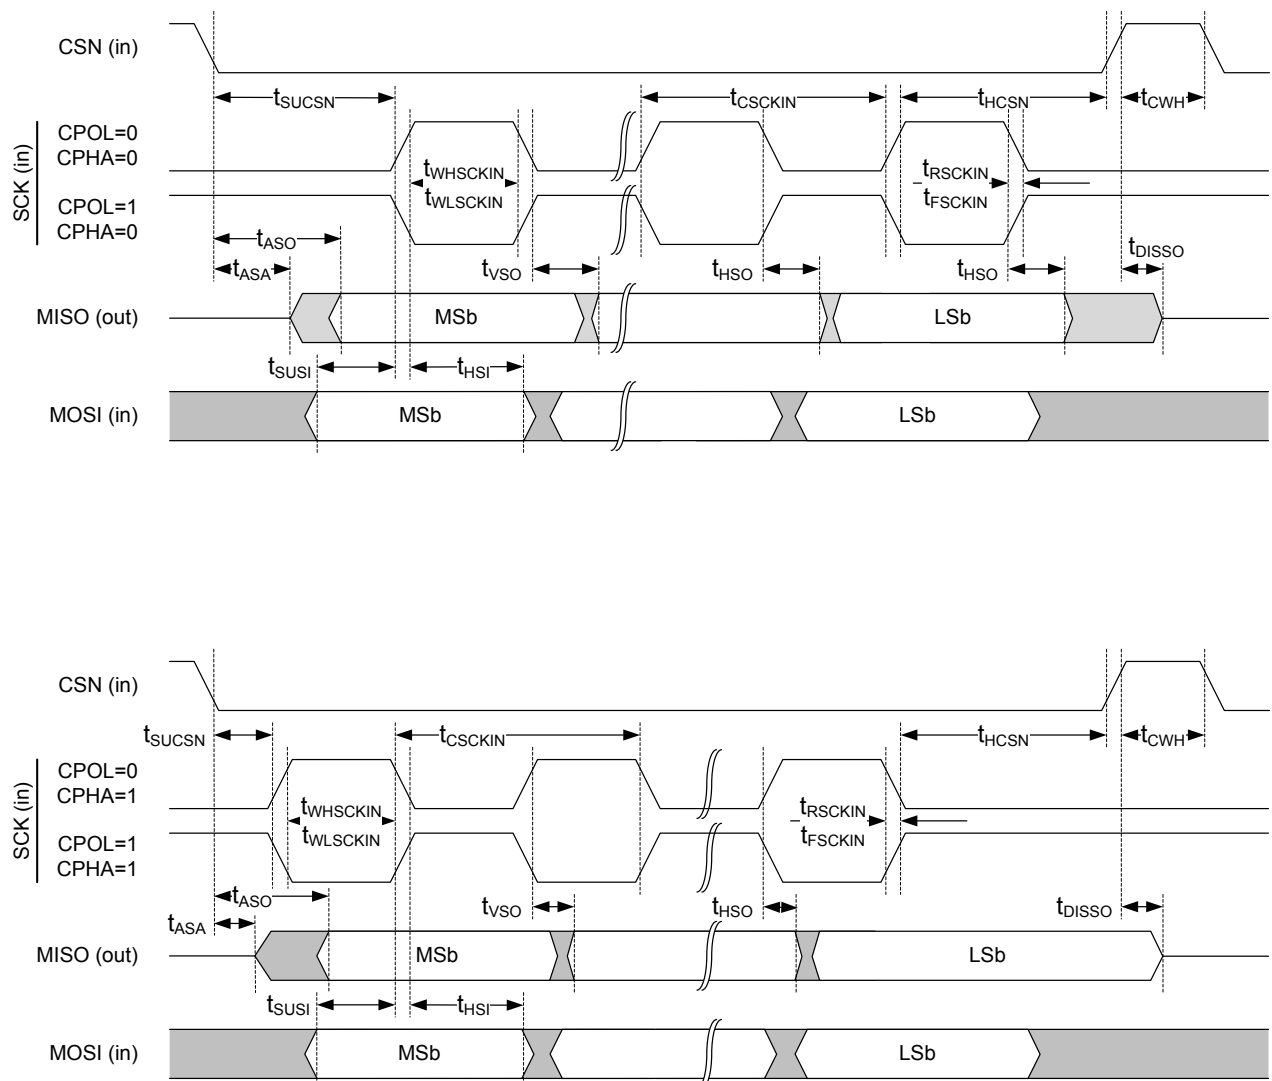 CSN (in)
tSUCSN
tCSCKIN
tHCSN
tCWH
SCK (in)
CPOL=0
CPHA=0
tWHSCKIN
tRSCKIN
tWLSCKIN
tFSCKIN
CPOL=1
CPHA=0
tASO
tASA
tVSO
tHSO
tHSO
tDISSO
MISO (out)
MSb
LSb
tSUSI
tHSI
MOSI (in)
MSb
LSb
CSN (in)
tSUCSN
tCSCKIN
tHCSN
tCWH
SCK (in)
CPOL=0
CPHA=1
tWHSCKIN
tRSCKIN
tWLSCKIN
tFSCKIN
CPOL=1
CPHA=1
tASO
tASA
tVSO
tHSO
tDISSO
MISO (out)
MSb
LSb
tSUSI
tHSI
MOSI (in)
MSb
LSb